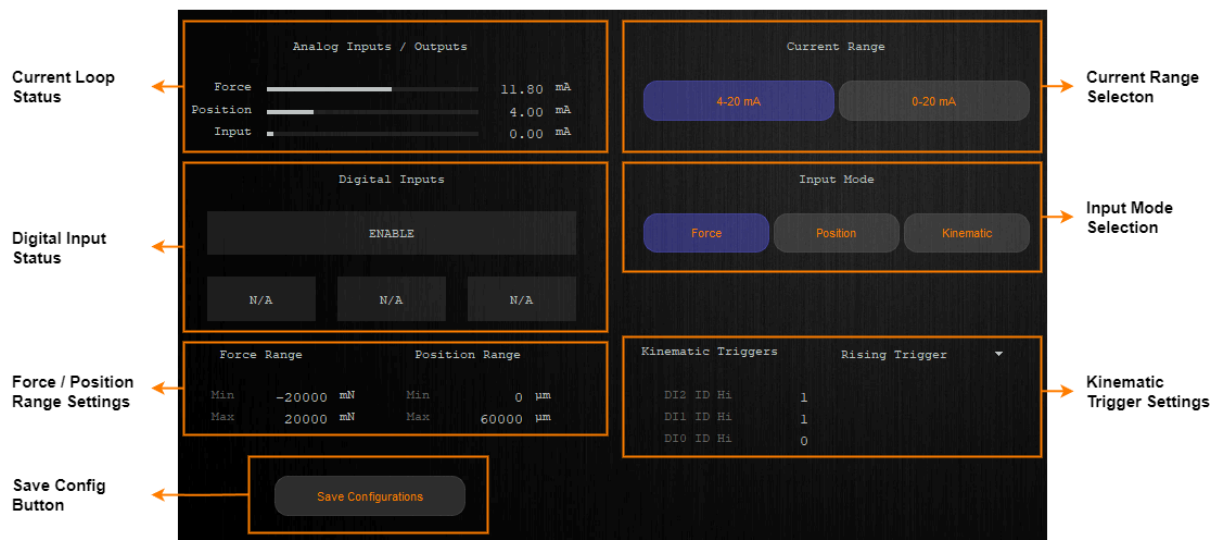 Current Loop
Status
Analog Inputs / Outputs
Force 11.80 mA
Position 4.00 mA
Input 0.00 mA
Current Range
4-20 mA 0-20 mA
Current Range
Selecton
Digital Input
Status
Digital Inputs
ENABLE
N/A N/A N/A
Input Mode
Force Position Kinematic
Input Mode
Selection
Force / Position
Range Settings
Force Range Position Range
Min -20000 mN Min 0 μm
Max 20000 mN Max 60000 μm
Kinematic Triggers Rising Trigger
DI2 ID Hi 1
DI1 ID Hi 1
DI0 ID Hi 0
Kinematic
Trigger Settings
Save Config
Button
Save Configurations